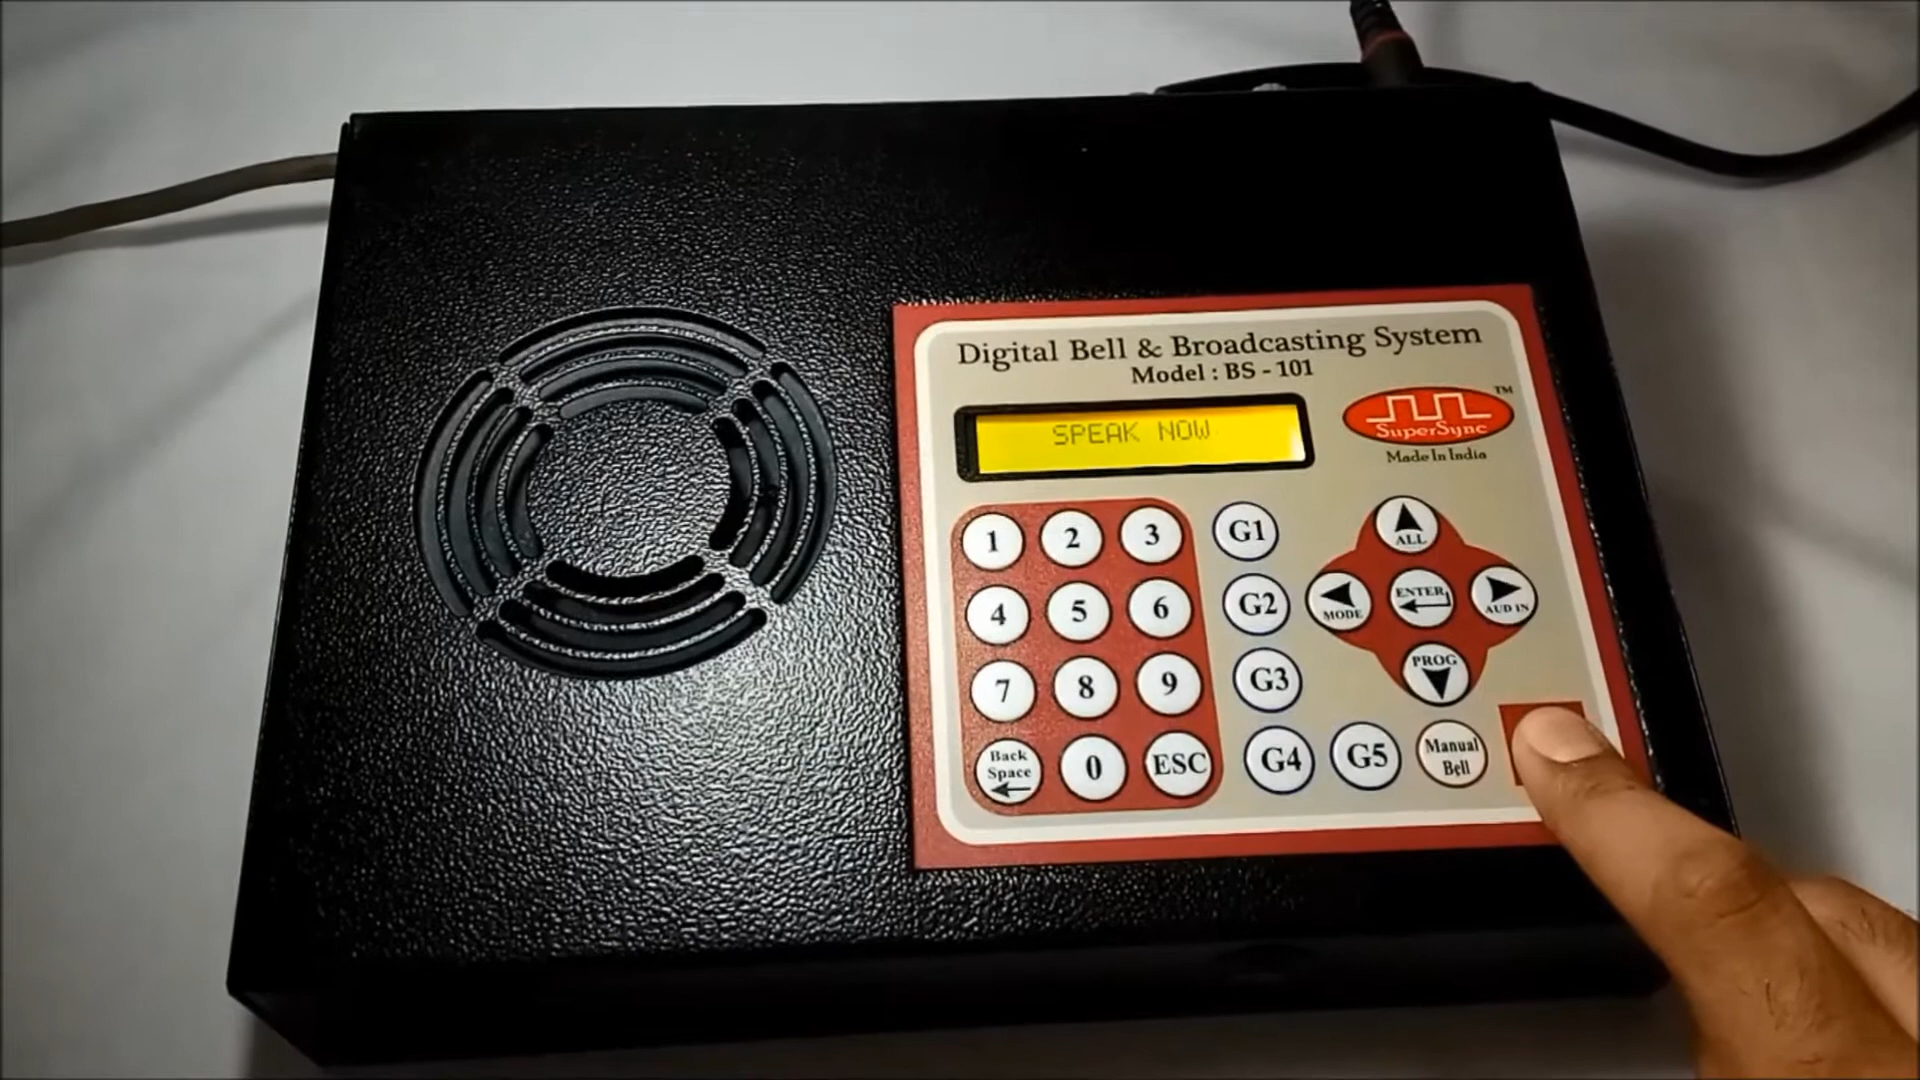 Digital Bell & Broadcasting System
Model : BS - 101
SPEAK NOW
TM
SuperSync
Made In India
1 2 3 G1
ALL
4 5 6 G2
MODE ENTER AUD IN
7 8 9 G3
PROG
Back Space 0 ESC G4 G5 Manual Bell